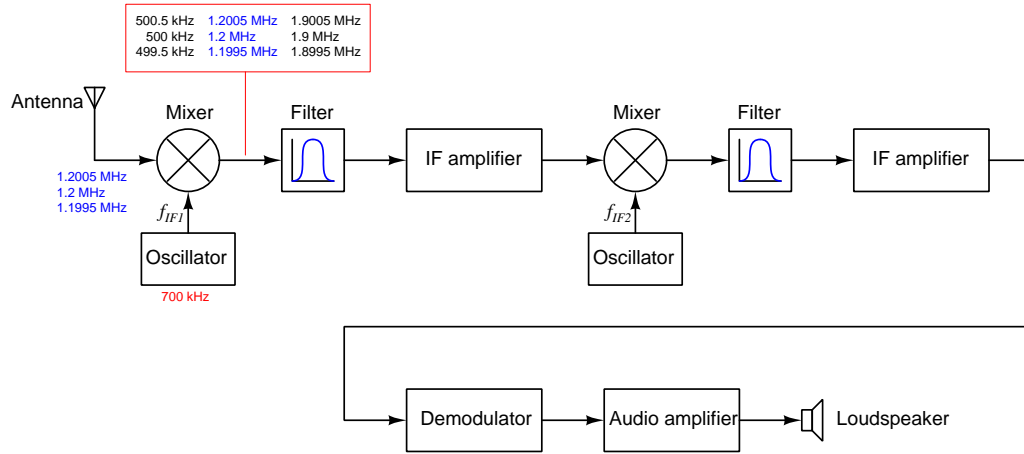 500.5 kHz 1.2005 MHz 1.9005 MHz
500 kHz 1.2 MHz 1.9 MHz
499.5 kHz 1.1995 MHz 1.8995 MHz
Antenna
Mixer
Filter
Mixer
Filter
IF amplifier
IF amplifier
1.2005 MHz
1.2 MHz
1.1995 MHz
fIF1
fIF2
Oscillator
Oscillator
700 kHz
Demodulator
Audio amplifier
Loudspeaker